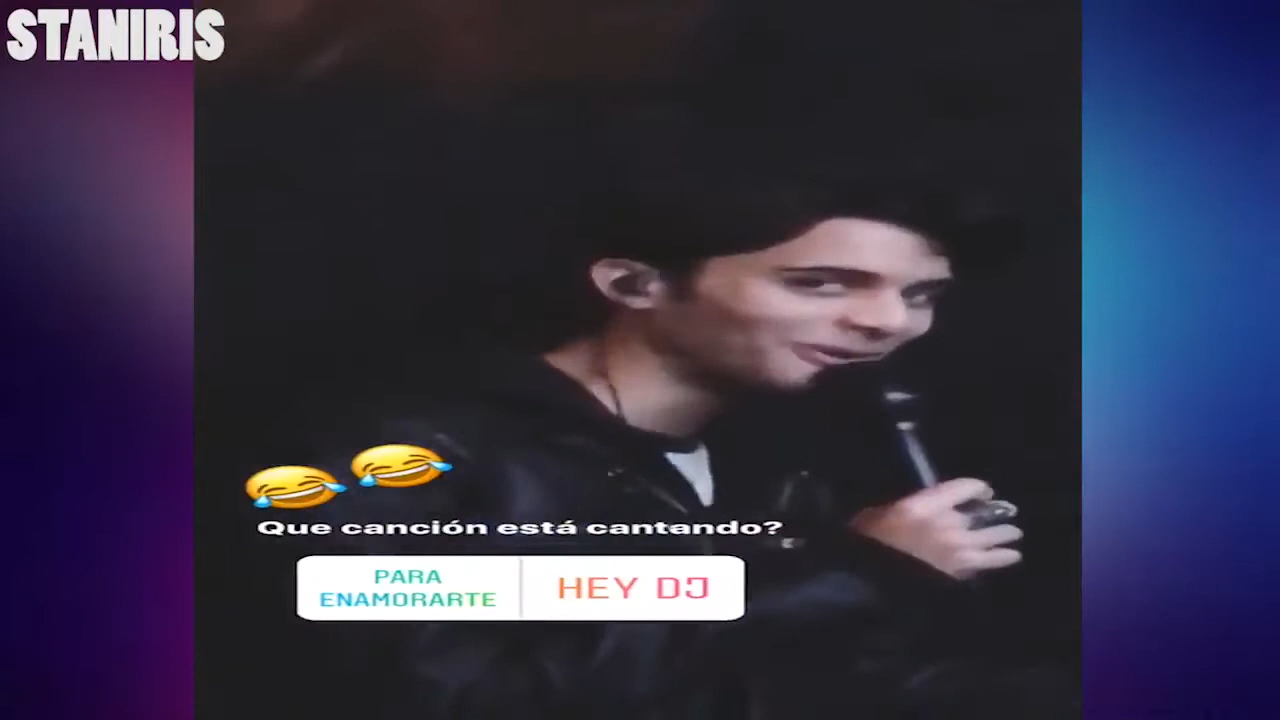 STANIRIS
Que canción está cantando?
PARA
ENAMORARTE
HEY DJ